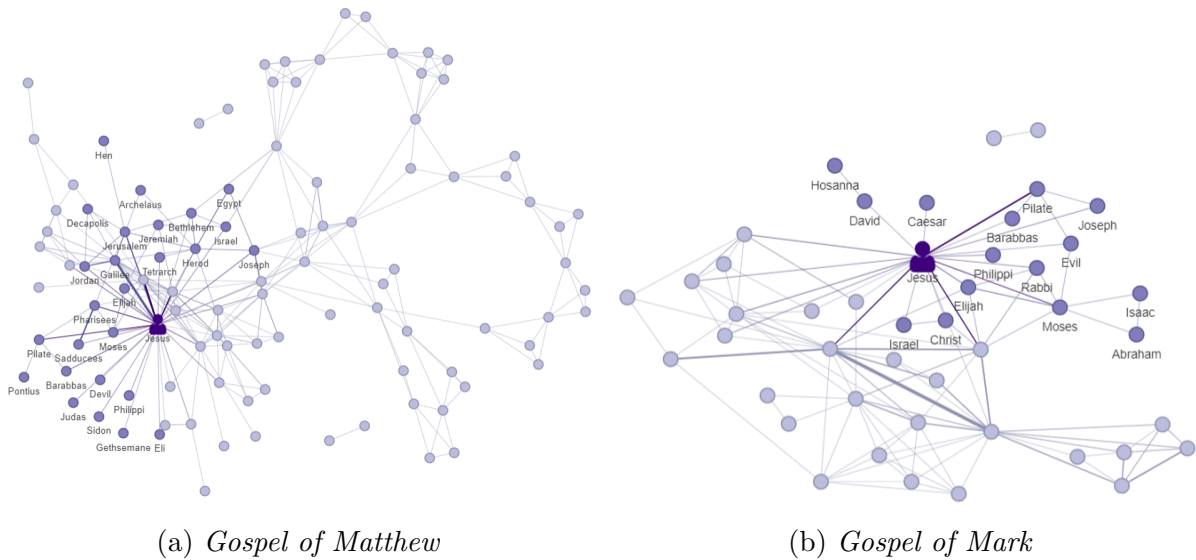 Hen
Archelaus
Egypt
Decapolis
Bethlehem
Jeremiah
Israel
Jerusalem
Herod
Joseph
Galilee
Tetrarch
Jordan
Elijah
Pharisees
Jesus
Pilate
Sadducees
Moses
Pontius
Barabbas
Devil
Philippi
Judas
Sidon
Gethsemane
Eli
Hosanna
David
Caesar
Pilate
Barabbas
Joseph
Evil
Philippi
Jesus
Rabbi
Elijah
Moses
Isaac
Israel
Christ
Abraham
(a) Gospel of Matthew
(b) Gospel of Mark